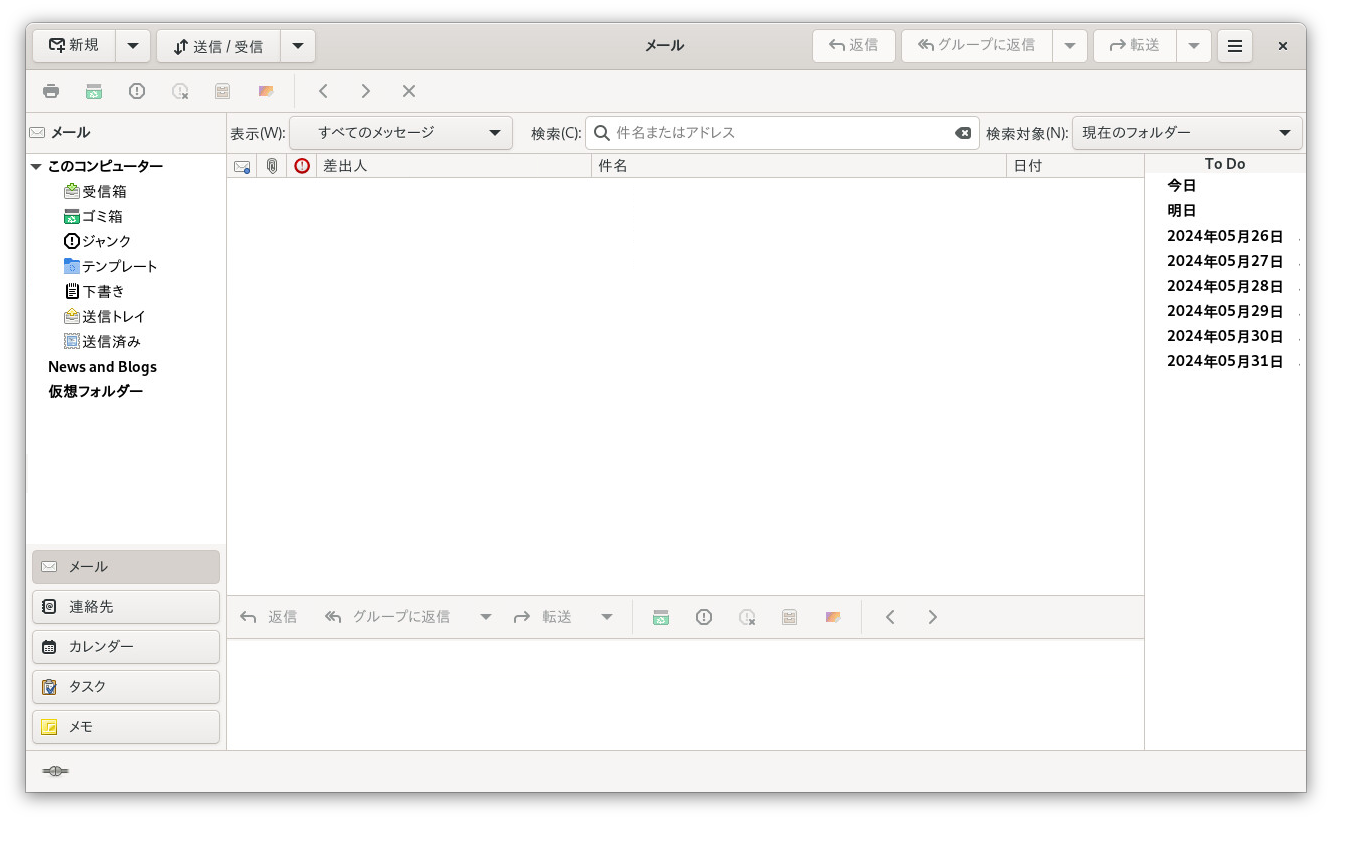 新規
送信 / 受信
メール
返信
グループに返信
転送
メール
表示(W):
すべてのメッセージ
検索(C):
件名またはアドレス
検索対象(N):
現在のフォルダー
このコンピューター
受信箱
ゴミ箱
ジャンク
テンプレート
下書き
送信トレイ
送信済み
News and Blogs
仮想フォルダー
差出人
件名
日付
To Do
今日
明日
2024年05月26日
2024年05月27日
2024年05月28日
2024年05月29日
2024年05月30日
2024年05月31日
メール
連絡先
カレンダー
タスク
メモ
返信
グループに返信
転送